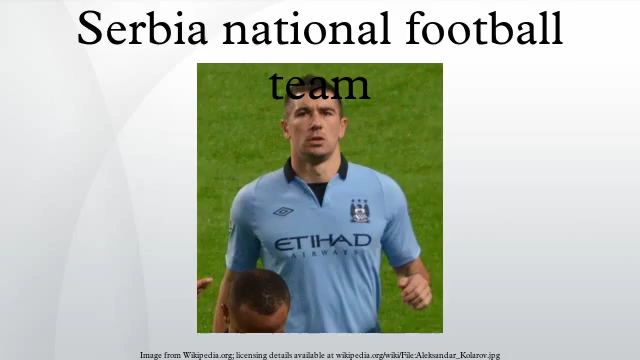 Serbia national football
team
ETIHAD
AIRWAYS
Image from Wikipedia.org; licensing details available at wikipedia.org/wiki/File:Aleksandar_Kolarov.jpg